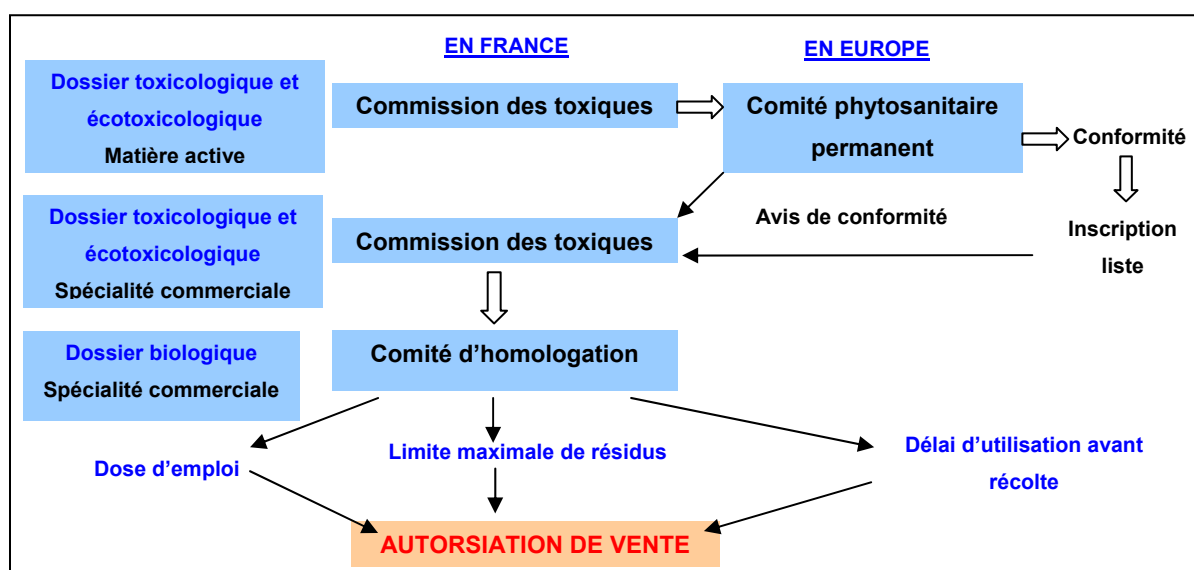 EN FRANCE
EN EUROPE
Dossier toxicologique et
écotoxicologique
Matière active
Commission des toxiques
Comité phytosanitaire
permanent
Conformité
Dossier toxicologique et
écotoxicologique
Spécialité commerciale
Commission des toxiques
Avis de conformité
Inscription
liste
Dossier biologique
Spécialité commerciale
Comité d’homologation
Dose d’emploi
Limite maximale de résidus
Délai d’utilisation avant
récolte
AUTORSIATION DE VENTE